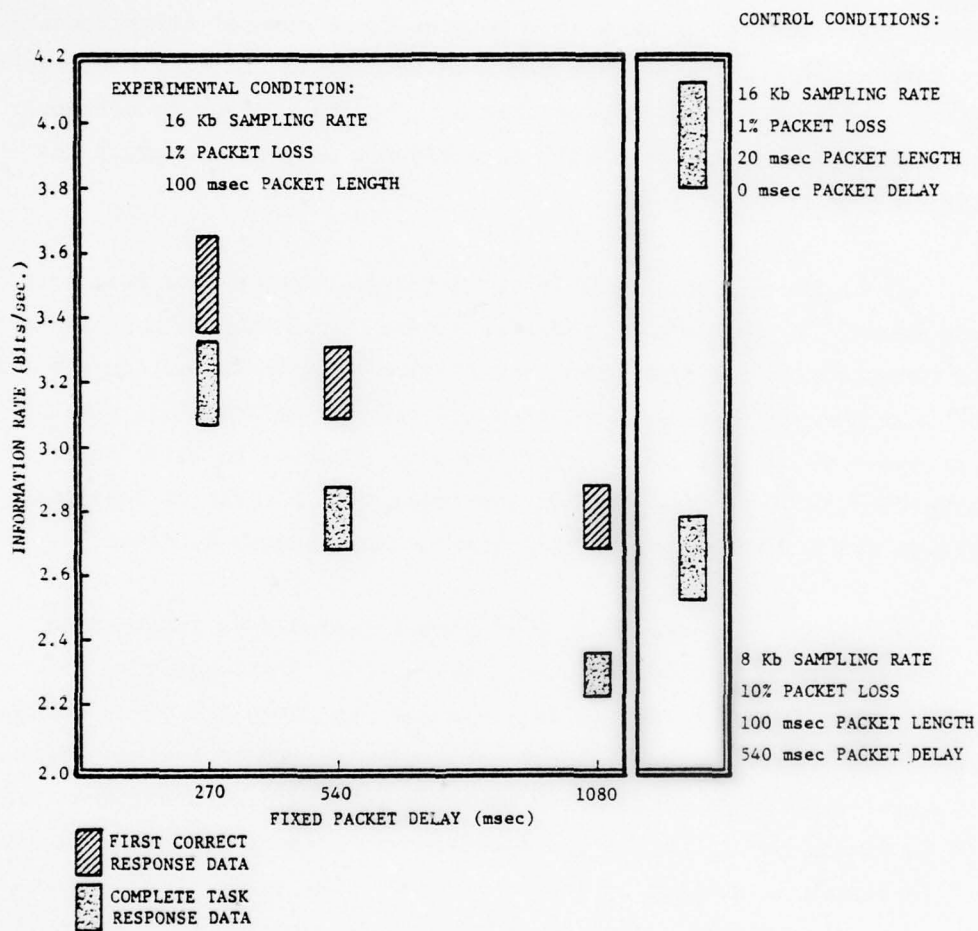 CONTROL CONDITIONS:
4.2
4.0
3.8
3.6
3.4
3.2
3.0
2.8
2.6
2.4
2.2
2.0
INFORMATION RATE (Bits/sec.)
EXPERIMENTAL CONDITION:
16 Kb SAMPLING RATE
1% PACKET LOSS
100 msec PACKET LENGTH
16 Kb SAMPLING RATE
1% PACKET LOSS
20 msec PACKET LENGTH
0 msec PACKET DELAY
8 Kb SAMPLING RATE
10% PACKET LOSS
100 msec PACKET LENGTH
540 msec PACKET DELAY
270
540
1080
FIXED PACKET DELAY (msec)
FIRST CORRECT
RESPONSE DATA
COMPLETE TASK
RESPONSE DATA